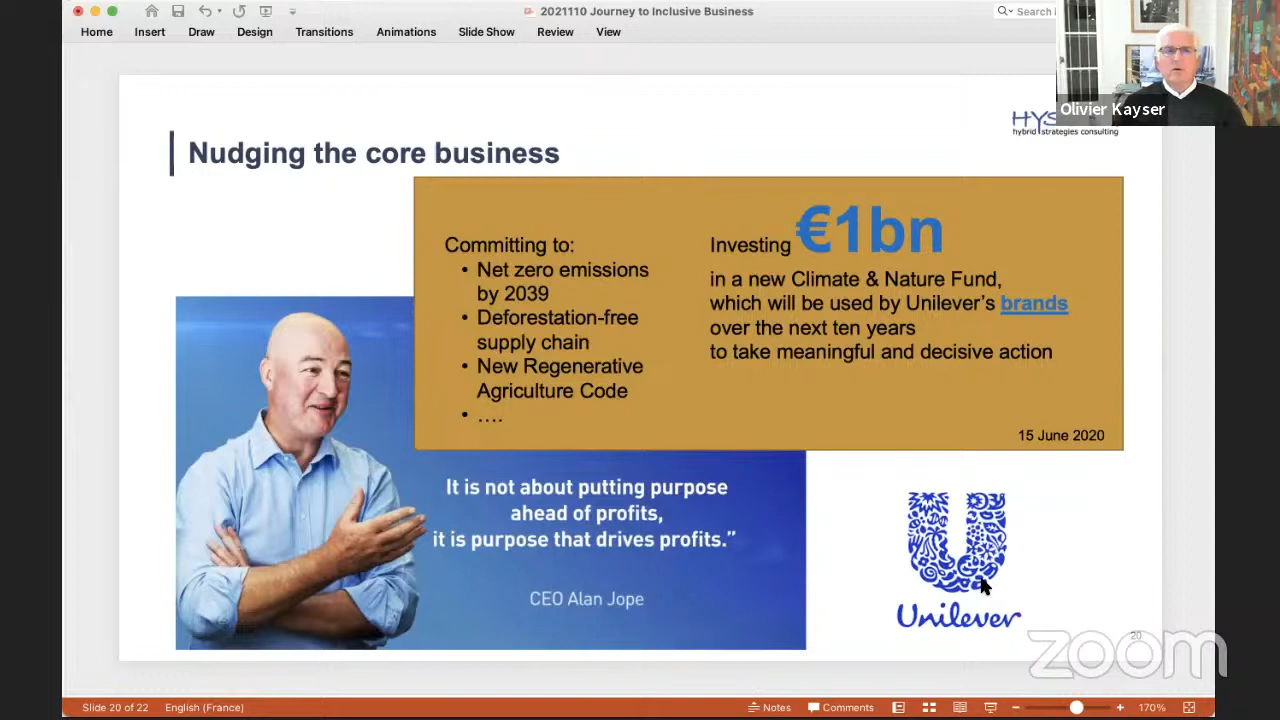 2021110 Journey to Inclusive Business
Search
Home Insert Draw Design Transitions Animations Slide Show Review View
Olivier Kayser
HYS
hybrid strategies consulting
Nudging the core business
Committing to:
• Net zero emissions
by 2039
• Deforestation-free
supply chain
• New Regenerative
Agriculture Code
• ....
Investing €1bn
in a new Climate & Nature Fund,
which will be used by Unilever's brands
over the next ten years
to take meaningful and decisive action
15 June 2020
It is not about putting purpose
ahead of profits,
it is purpose that drives profits.”
CEO Alan Jope
Unilever
20
zoom
Slide 20 of 22 English (France) Notes Comments 170%